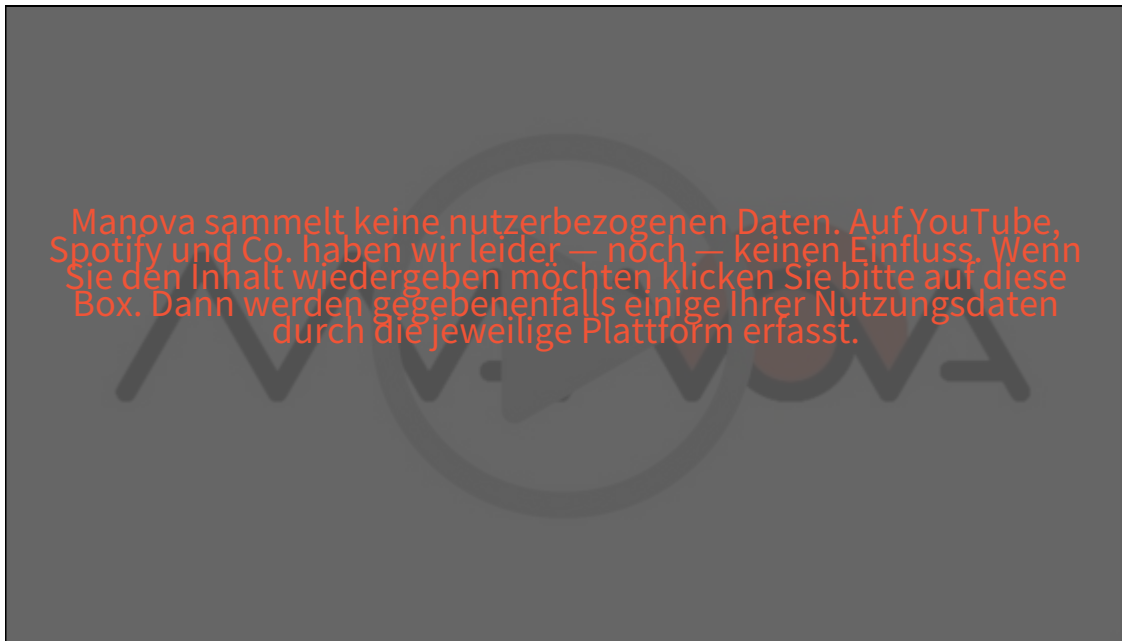 Manova sammelt keine nutzerbezogenen Daten. Auf YouTube,
Spotify und Co. haben wir leider — noch — keinen Einfluss. Wenn
Sie den Inhalt wiedergeben möchten klicken Sie bitte auf diese
Box. Dann werden gegebenenfalls einige Ihrer Nutzungsdaten
durch die jeweilige Plattform erfasst.
MANOVA